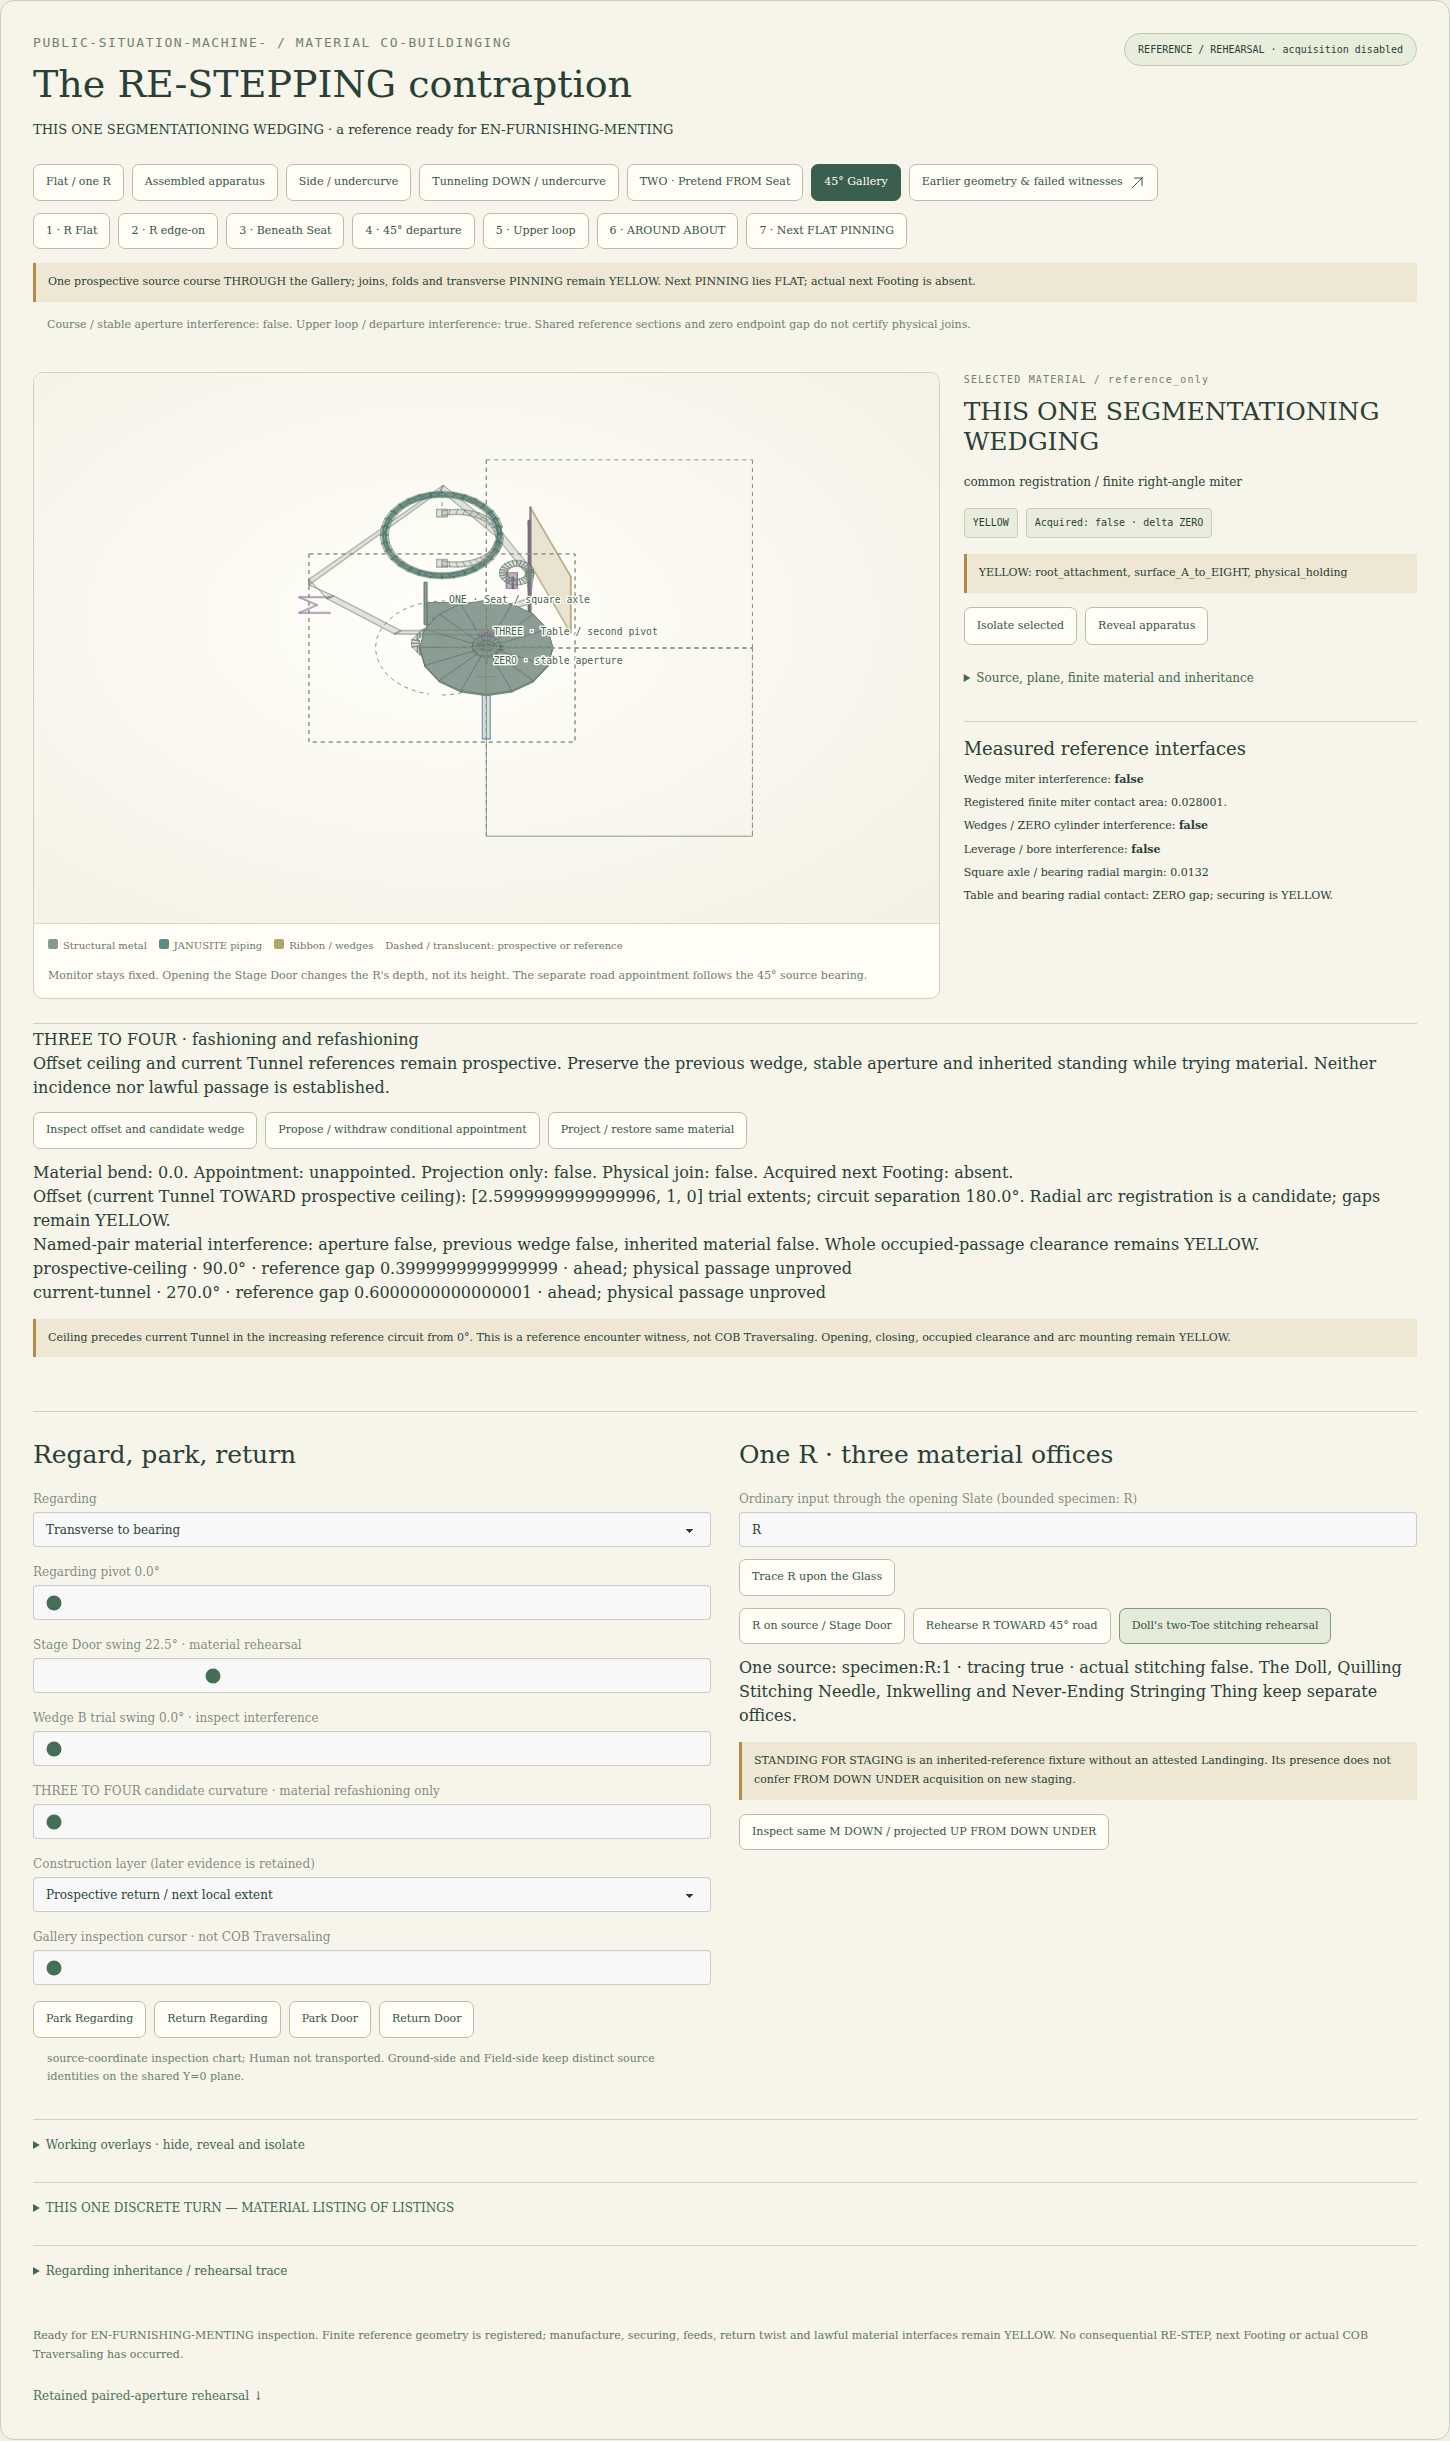 PUBLIC-SITUATION-MACHINE- / MATERIAL CO-BUILDINGING
REFERENCE / REHEARSAL · acquisition disabled
The RE-STEPPING contraption
THIS ONE SEGMENTATIONING WEDGING · a reference ready for EN-FURNISHING-MENTING
Flat / one R
Assembled apparatus
Side / undercurve
Tunneling DOWN / undercurve
TWO · Pretend FROM Seat
45° Gallery
Earlier geometry & failed witnesses
1 · R Flat
2 · R edge-on
3 · Beneath Seat
4 · 45° departure
5 · Upper loop
6 · AROUND ABOUT
7 · Next FLAT PINNING
One prospective source course THROUGH the Gallery; joins, folds and transverse PINNING remain YELLOW. Next PINNING lies FLAT; actual next Footing is absent.
Course / stable aperture interference: false. Upper loop / departure interference: true. Shared reference sections and zero endpoint gap do not certify physical joins.
M
ONE · Seat / square axle
THREE · Table / second pivot
ZERO · stable aperture
Structural metal
JANUSITE piping
Ribbon / wedges
Dashed / translucent: prospective or reference
Monitor stays fixed. Opening the Stage Door changes the R's depth, not its height. The separate road appointment follows the 45° source bearing.
SELECTED MATERIAL / reference_only
THIS ONE SEGMENTATIONING
WEDGING
common registration / finite right-angle miter
YELLOW
Acquired: false · delta ZERO
YELLOW: root_attachment, surface_A_to_EIGHT, physical_holding
Isolate selected
Reveal apparatus
Source, plane, finite material and inheritance
Measured reference interfaces
Wedge miter interference: false
Registered finite miter contact area: 0.028001.
Wedges / ZERO cylinder interference: false
Leverage / bore interference: false
Square axle / bearing radial margin: 0.0132
Table and bearing radial contact: ZERO gap; securing is YELLOW.
THREE TO FOUR · fashioning and refashioning
Offset ceiling and current Tunnel references remain prospective. Preserve the previous wedge, stable aperture and inherited standing while trying material. Neither
incidence nor lawful passage is established.
Inspect offset and candidate wedge
Propose / withdraw conditional appointment
Project / restore same material
Material bend: 0.0. Appointment: unappointed. Projection only: false. Physical join: false. Acquired next Footing: absent.
Offset (current Tunnel TOWARD prospective ceiling): [2.5999999999999996, 1, 0] trial extents; circuit separation 180.0°. Radial arc registration is a candidate; gaps
remain YELLOW.
Named-pair material interference: aperture false, previous wedge false, inherited material false. Whole occupied-passage clearance remains YELLOW.
prospective-ceiling · 90.0° · reference gap 0.3999999999999999 · ahead; physical passage unproved
current-tunnel · 270.0° · reference gap 0.6000000000000001 · ahead; physical passage unproved
Ceiling precedes current Tunnel in the increasing reference circuit from 0°. This is a reference encounter witness, not COB Traversaling. Opening, closing, occupied clearance and arc mounting remain YELLOW.
Regard, park, return
Regarding
Transverse to bearing
Regarding pivot 0.0°
Stage Door swing 22.5° · material rehearsal
Wedge B trial swing 0.0° · inspect interference
THREE TO FOUR candidate curvature · material refashioning only
Construction layer (later evidence is retained)
Prospective return / next local extent
Gallery inspection cursor · not COB Traversaling
Park Regarding
Return Regarding
Park Door
Return Door
source-coordinate inspection chart; Human not transported. Ground-side and Field-side keep distinct source
identities on the shared Y=0 plane.
One R · three material offices
Ordinary input through the opening Slate (bounded specimen: R)
R
Trace R upon the Glass
R on source / Stage Door
Rehearse R TOWARD 45° road
Doll's two-Toe stitching rehearsal
One source: specimen:R:1 · tracing true · actual stitching false. The Doll, Quilling
Stitching Needle, Inkwelling and Never-Ending Stringing Thing keep separate
offices.
STANDING FOR STAGING is an inherited-reference fixture without an attested Landinging. Its presence does not
confer FROM DOWN UNDER acquisition on new staging.
Inspect same M DOWN / projected UP FROM DOWN UNDER
Working overlays · hide, reveal and isolate
THIS ONE DISCRETE TURN — MATERIAL LISTING OF LISTINGS
Regarding inheritance / rehearsal trace
Ready for EN-FURNISHING-MENTING inspection. Finite reference geometry is registered; manufacture, securing, feeds, return twist and lawful material interfaces remain YELLOW. No consequential RE-STEP, next Footing or actual COB
Traversaling has occurred.
Retained paired-aperture rehearsal ↓